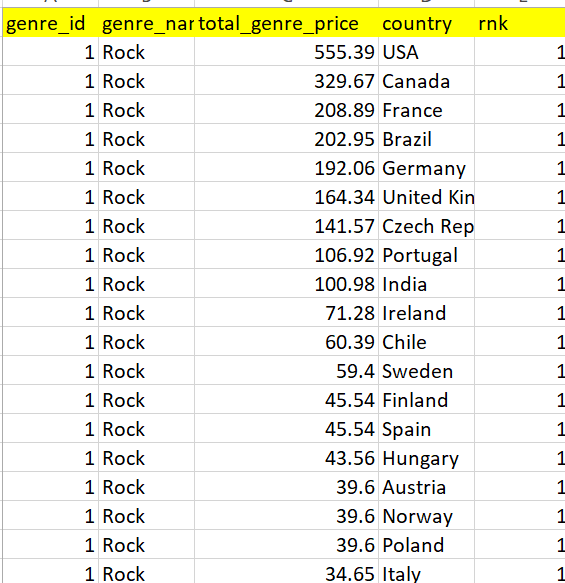 genre_id genre_nar total_genre_price country rnk
1 Rock 555.39 USA 1
1 Rock 329.67 Canada 1
1 Rock 208.89 France 1
1 Rock 202.95 Brazil 1
1 Rock 192.06 Germany 1
1 Rock 164.34 United Kin 1
1 Rock 141.57 Czech Rep 1
1 Rock 106.92 Portugal 1
1 Rock 100.98 India 1
1 Rock 71.28 Ireland 1
1 Rock 60.39 Chile 1
1 Rock 59.4 Sweden 1
1 Rock 45.54 Finland 1
1 Rock 45.54 Spain 1
1 Rock 43.56 Hungary 1
1 Rock 39.6 Austria 1
1 Rock 39.6 Norway 1
1 Rock 39.6 Poland 1
1 Rock 34.65 Italy 1